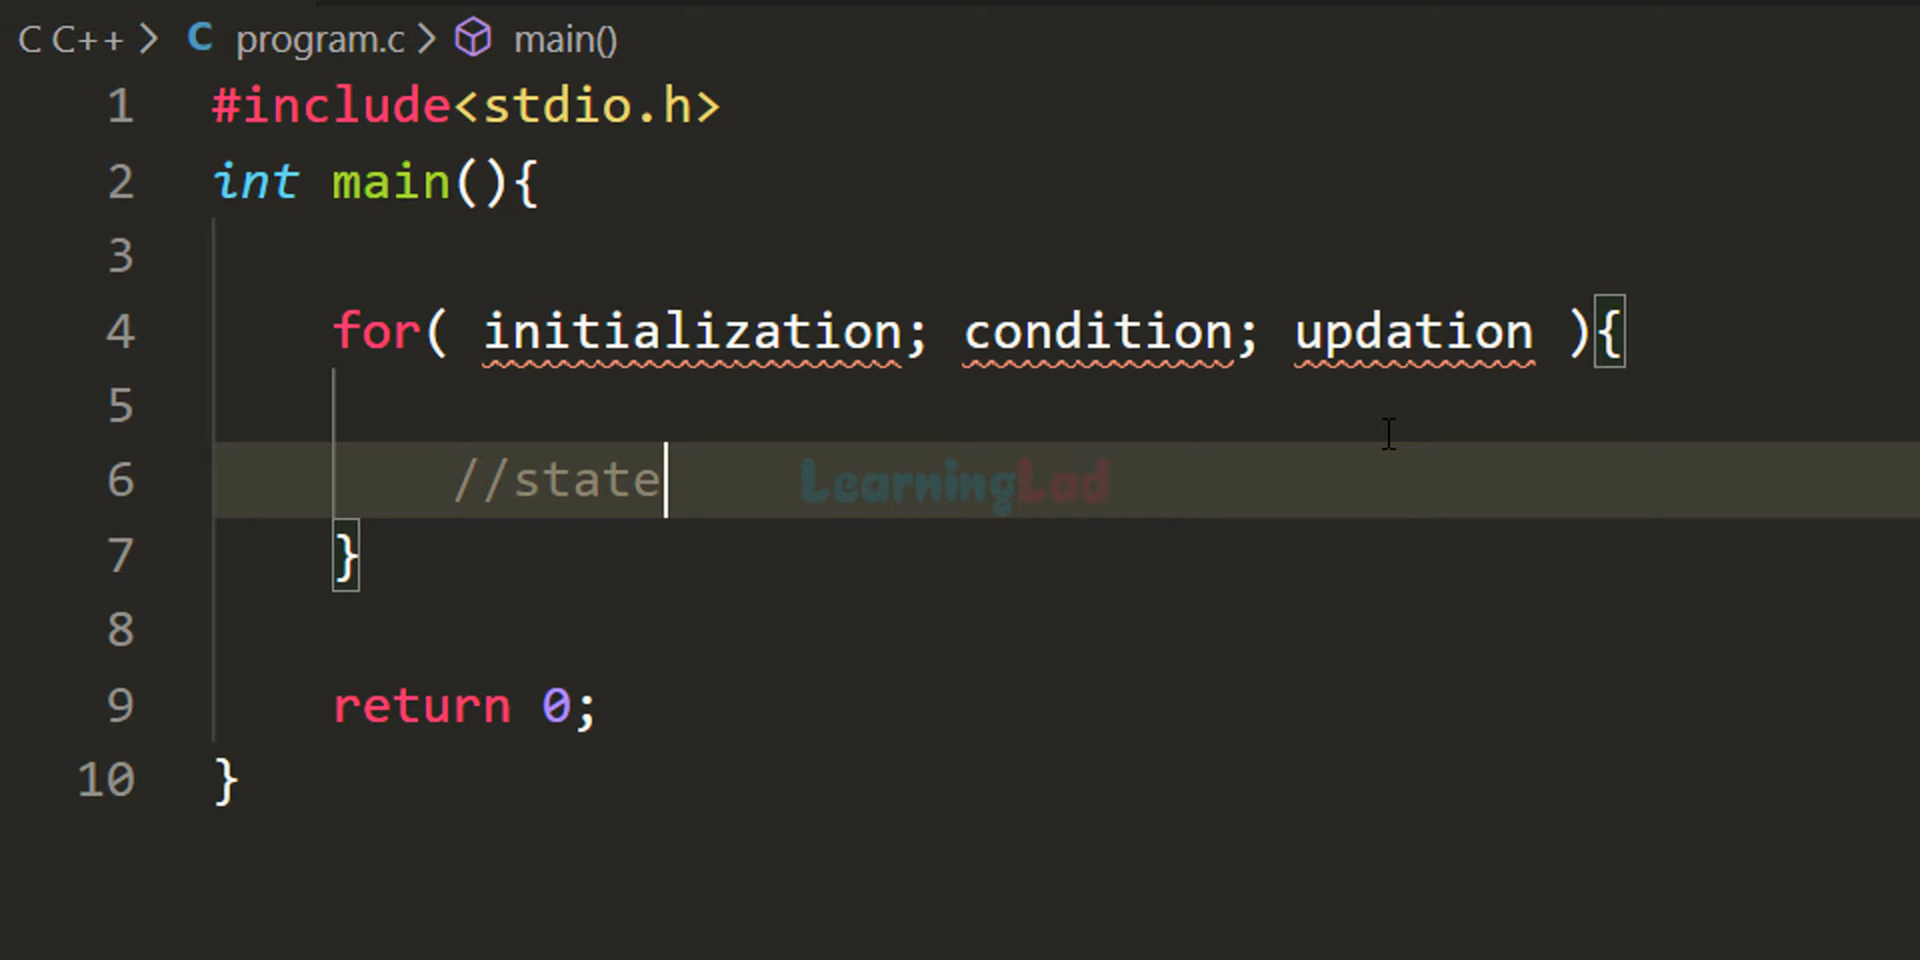 C C++ > C program.c > main()
1 #include<stdio.h>
2 int main(){
3
4 for( initialization; condition; updation ){
5
6 //state LearningLad
7 }
8
9 return 0;
10 }